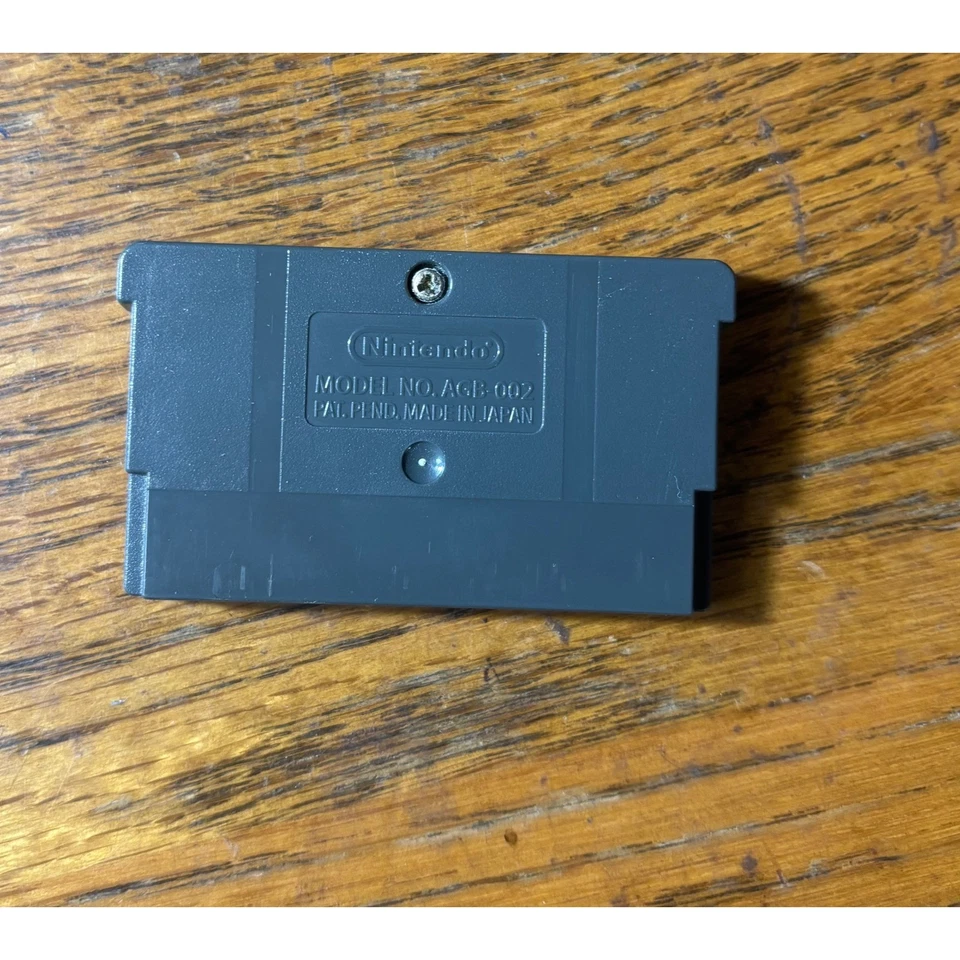 Nintendo®
MODEL NO. AGB-002
PAT. PEND. MADE IN JAPAN